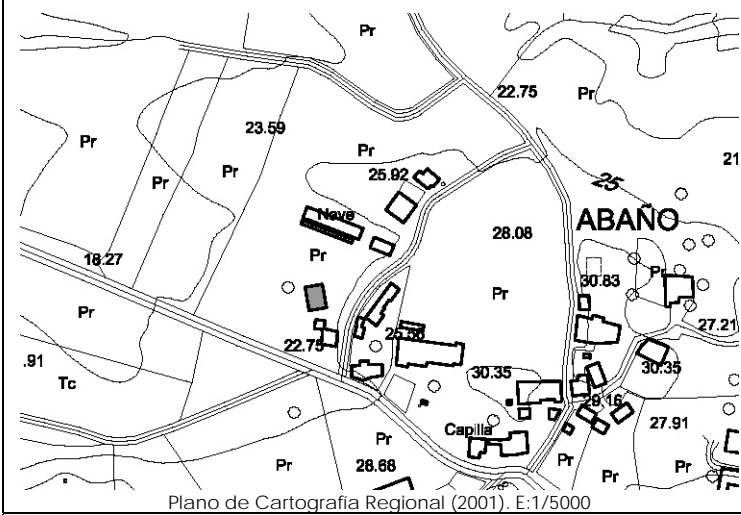 Pr
22.75
Pr
23.59
Pr
Pr
21
Pr
25.92
Pr
25
ABAÑO
Nave
28.08
Pr
18.27
30.83
Pr
Pr
Pr
27.21
22.75
25.56
.91
Tc
30.35
30.35
29.16
27.91
Capilla
Pr
Pr
28.68
Pr
Pr
Pr
Plano de Cartografía Regional (2001). E:1/5000